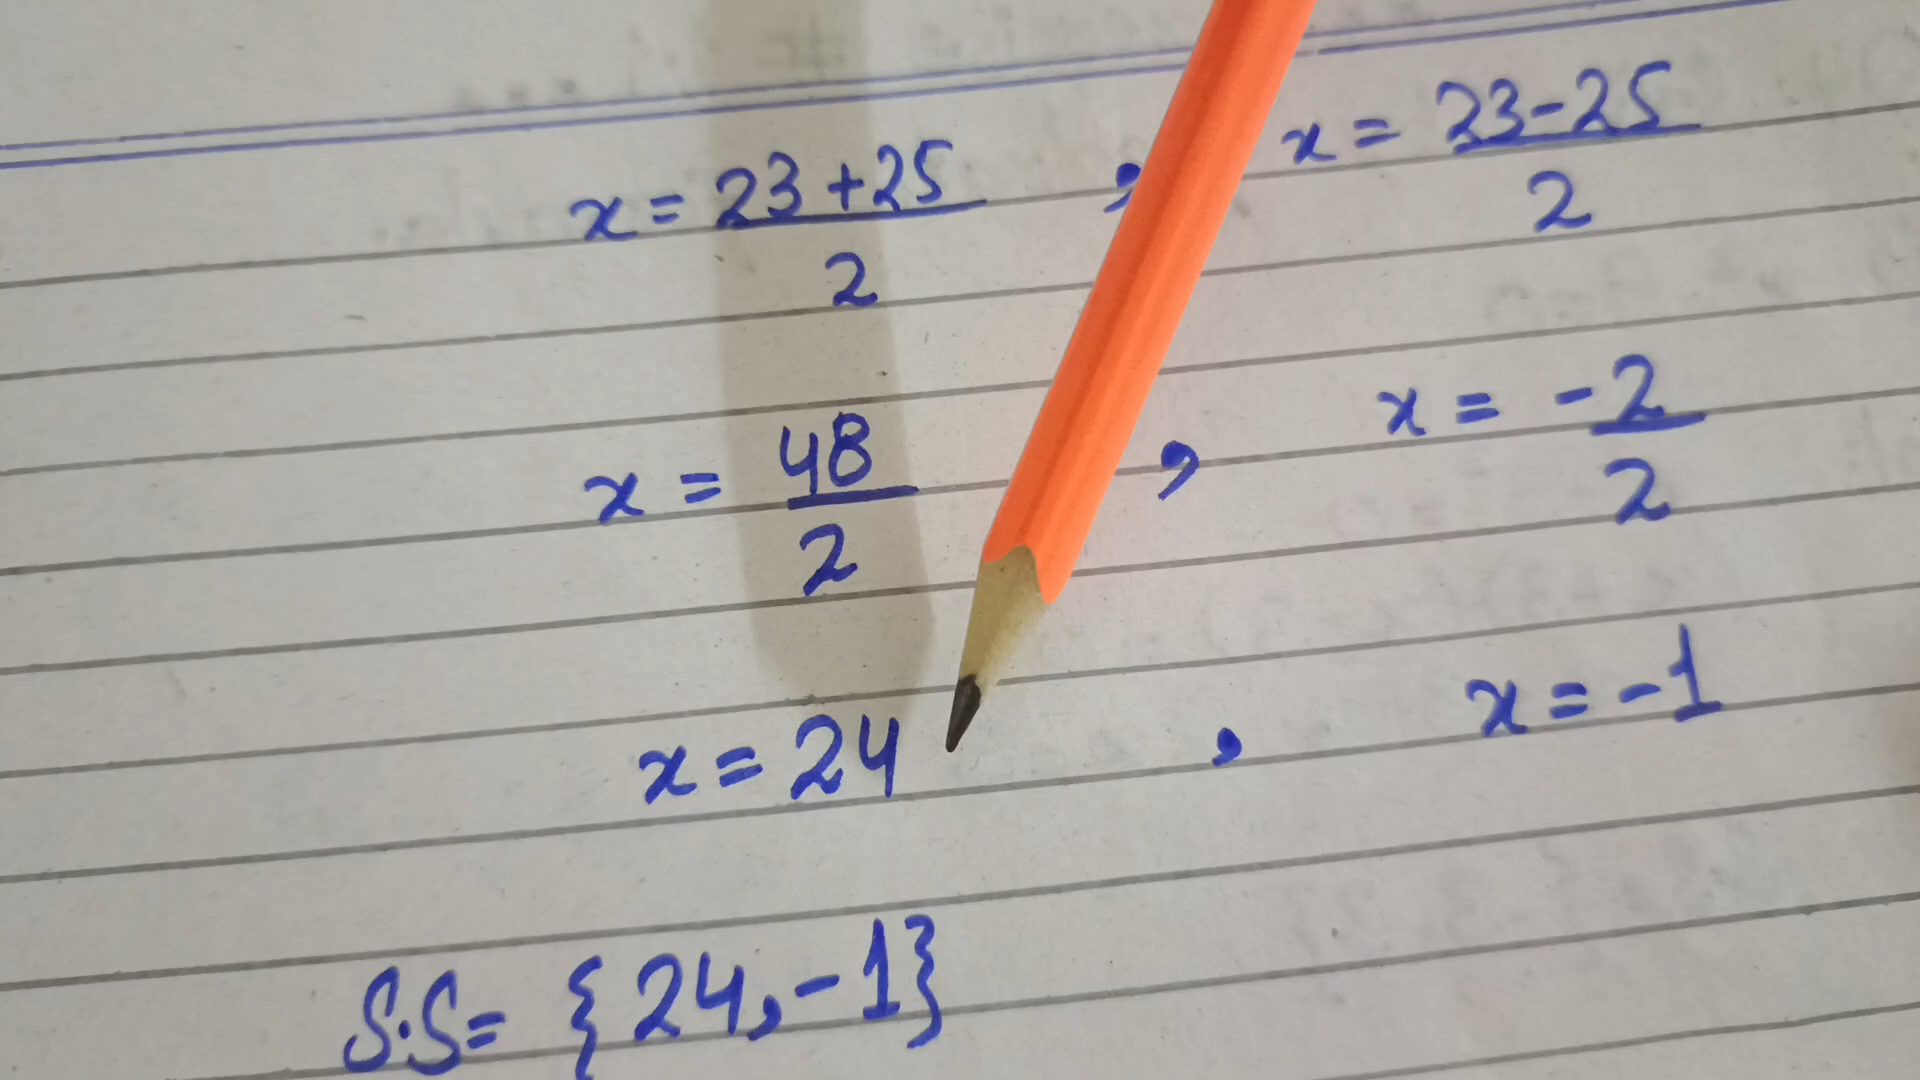 x = 23+25/2 , x = 23-25/2
x = 48/2 , x = -2/2
x = 24 , x = -1
S.S = {24, -1}